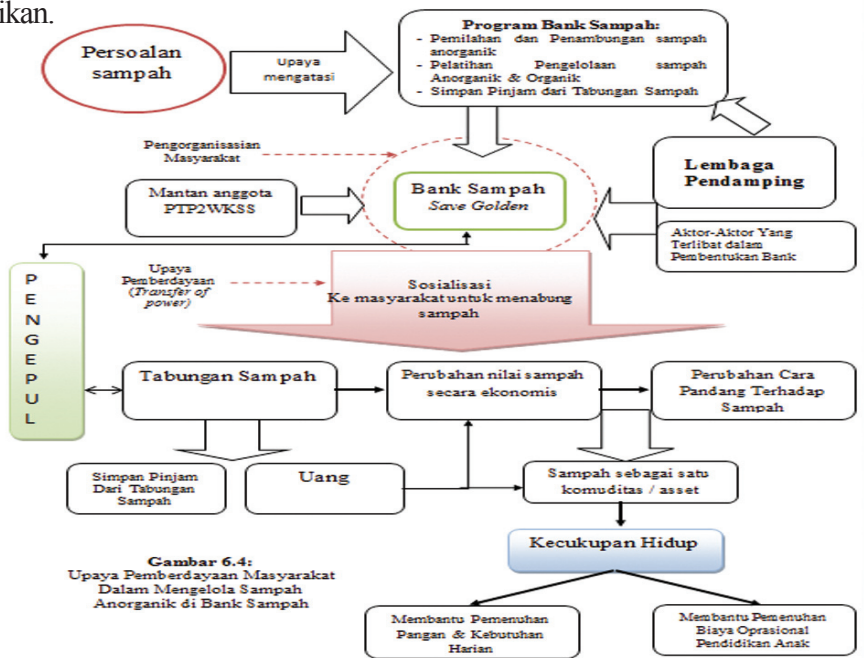 ikan.
Persoalan
sampah
Upaya
mengatasi
Program Bank Sampah:
- Pemilahan dan Penambungan sampah
anorganik
- Pelatihan Pengelolaan sampah
Anorganik & Organik
- Simpan Pinjam dari Tabungan Sampah
Pengorganisasian
Masyarakat
Mantan anggota
PTP2WKSS
Bank Sampah
Save Golden
Lembaga
Pendamping
Aktor-Aktor Yang
Terlibat dalam
Pembentukan Bank
P
E
N
G
E
P
U
L
Upaya
Pemberdayaan
(Transfer of
power)
Sosialisasi
Ke masyarakat untuk menabung
sampah
Tabungan Sampah
Perubahan nilai sampah
secara ekonomis
Perubahan Cara
Pandang Terhadap
Sampah
Simpan Pinjam
Dari Tabungan
Sampah
Uang
Sampah sebagai satu
komuditas / asset
Kecukupan Hidup
Gambar 6.4:
Upaya Pemberdayaan Masyarakat
Dalam Mengelola Sampah
Anorganik di Bank Sampah
Membantu Pemenuhan
Pangan & Kebutuhan
Harian
Membantu Pemenuhan
Biaya Oprasional
Pendidikan Anak